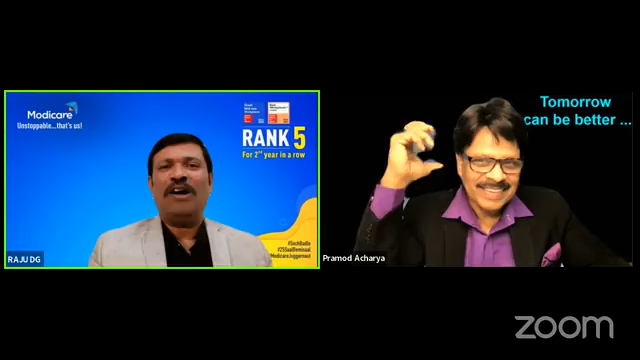 Modicare
Unstoppable...that's us!
RANK 5
For 2nd year in a row
#SochBadlo
#25SaalBemisaal
RAJU DG
Tomorrow
can be better ...
Pramod Acharya
zoom